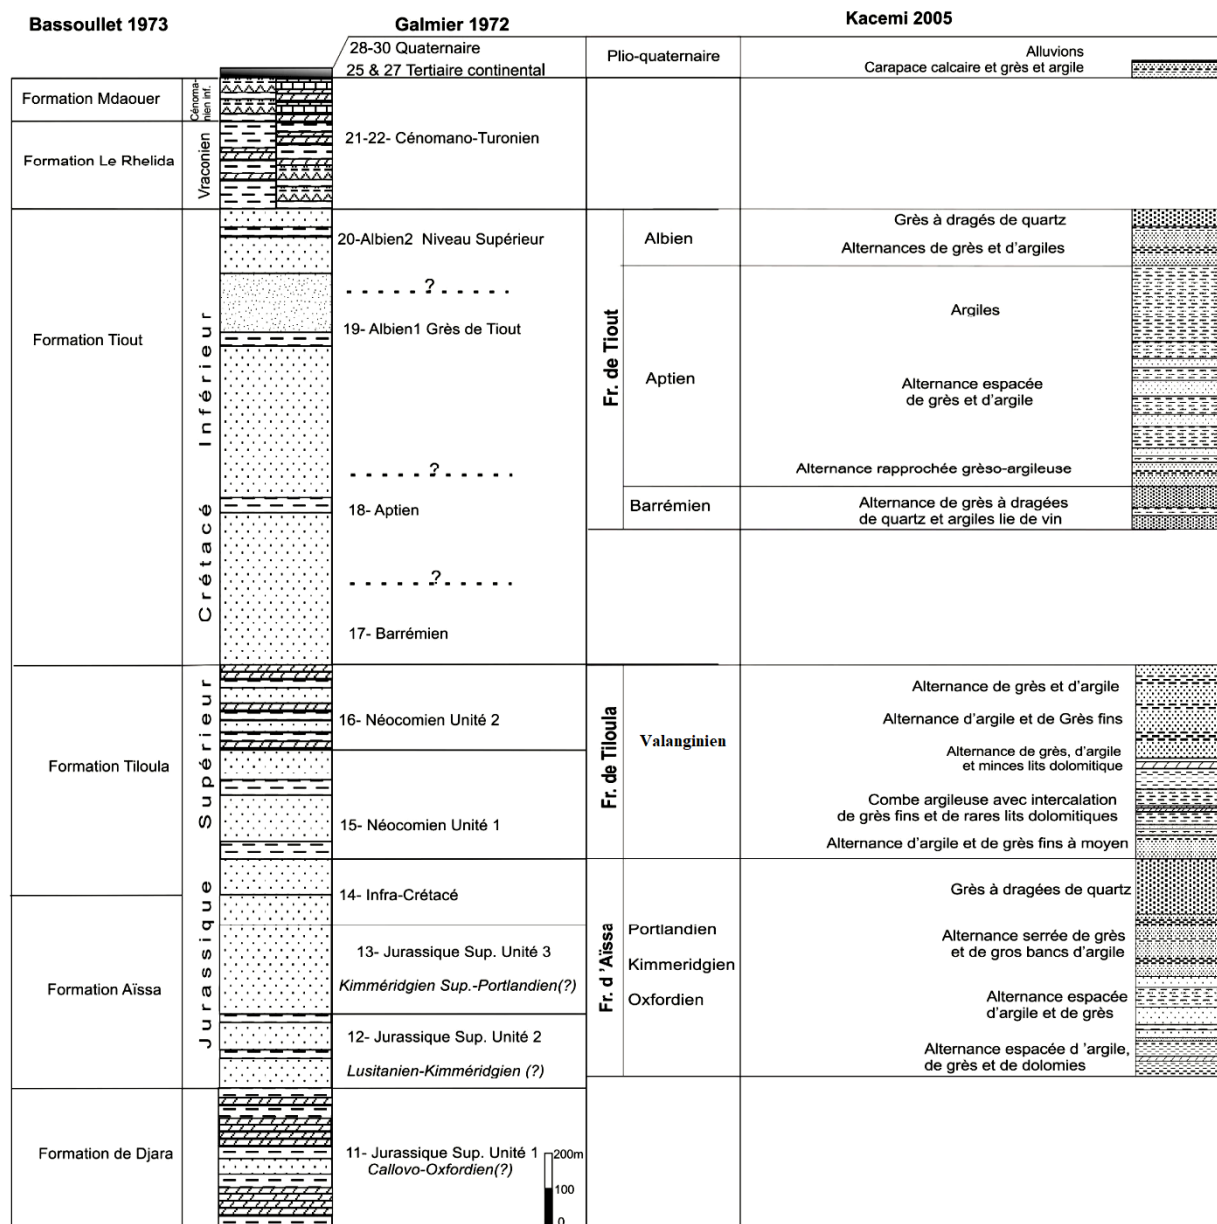 Bassoullet 1973
Galmier 1972
Kacemi 2005
28-30 Quaternaire
25 & 27 Tertiaire continental
Plio-quaternaire
Alluvions
Carapace calcaire et grès et argile
Formation Mdaouer
Cénoma-
nien inf.
Formation Le Rhelida
Vraconien
21-22- Cénomano-Turonien
Formation Tiout
Crétacé Inférieur
20-Albien2 Niveau Supérieur
?
19- Albien1 Grès de Tiout
?
18- Aptien
?
17- Barrémien
Fr. de Tiout
Albien
Grès à dragés de quartz
Alternances de grès et d'argiles
Aptien
Argiles
Alternance espacée
de grès et d'argile
Alternance rapprochée grèso-argileuse
Barrémien
Alternance de grès à dragées
de quartz et argiles lie de vin
Formation Tiloula
Jurassique Supérieur
16- Néocomien Unité 2
15- Néocomien Unité 1
Fr. de Tiloula
Valanginien
Alternance de grès et d'argile
Alternance d'argile et de Grès fins
Alternance de grès, d'argile
et minces lits dolomitique
Combe argileuse avec intercalation
de grès fins et de rares lits dolomitiques
Alternance d'argile et de grès fins à moyen
Formation Aïssa
14- Infra-Crétacé
13- Jurassique Sup. Unité 3
Kimméridgien Sup.-Portlandien(?)
12- Jurassique Sup. Unité 2
Lusitanien-Kimméridgien (?)
Fr. d 'Aïssa
Portlandien
Kimmeridgien
Oxfordien
Grès à dragées de quartz
Alternance serrée de grès
et de gros bancs d'argile
Alternance espacée
d'argile et de grès
Alternance espacée d 'argile,
de grès et de dolomies
Formation de Djara
11- Jurassique Sup. Unité 1
Callovo-Oxfordien(?)
200m
100
0